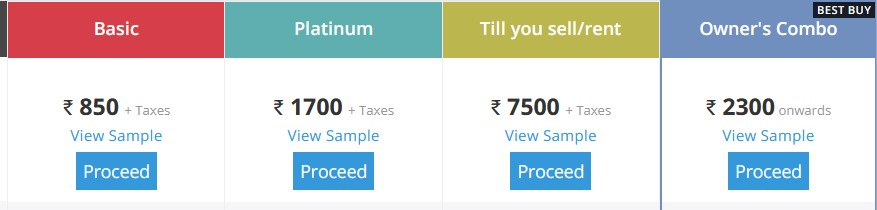 BEST BUY
Basic Platinum Till you sell/rent Owner's Combo
₹ 850 + Taxes ₹ 1700 + Taxes ₹ 7500 + Taxes ₹ 2300 onwards
View Sample View Sample View Sample View Sample
Proceed Proceed Proceed Proceed